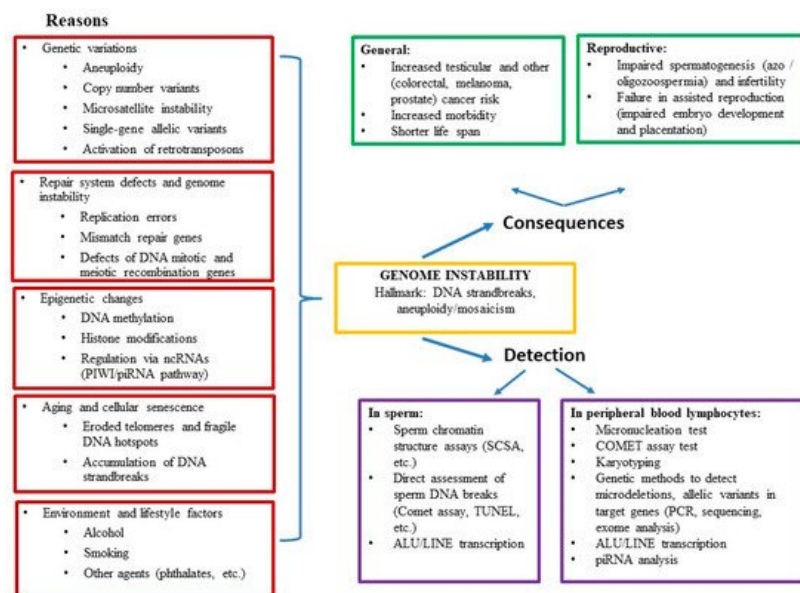 Reasons
• Genetic variations
• Aneuploidy
• Copy number variants
• Microsatellite instability
• Single-gene allelic variants
• Activation of retrotransposons
• Repair system defects and genome
instability
• Replication errors
• Mismatch repair genes
• Defects of DNA mitotic and
meiotic recombination genes
• Epigenetic changes
• DNA methylation
• Histone modifications
• Regulation via ncRNAs
(PIWI/piRNA pathway)
• Aging and cellular senescence
• Eroded telomeres and fragile
DNA hotspots
• Accumulation of DNA
strandbreaks
• Environment and lifestyle factors
• Alcohol
• Smoking
• Other agents (phthalates, etc.)
General:
• Increased testicular and other
(colorectal, melanoma,
prostate) cancer risk
• Increased morbidity
• Shorter life span
Reproductive:
• Impaired spermatogenesis (azo /
oligozoospermia) and infertility
• Failure in assisted reproduction
(impaired embryo development
and placentation)
Consequences
GENOME INSTABILITY
Hallmark: DNA strandbreaks,
aneuploidy/mosaicism
Detection
In sperm:
• Sperm chromatin
structure assays (SCSA,
etc.)
• Direct assessment of
sperm DNA breaks
(Comet assay, TUNEL,
etc.)
• ALU/LINE transcription
In peripheral blood lymphocytes:
• Micronucleation test
• COMET assay test
• Karyotyping
• Genetic methods to detect
microdeletions, allelic variants in
target genes (PCR, sequencing,
exome analysis)
• ALU/LINE transcription
• piRNA analysis